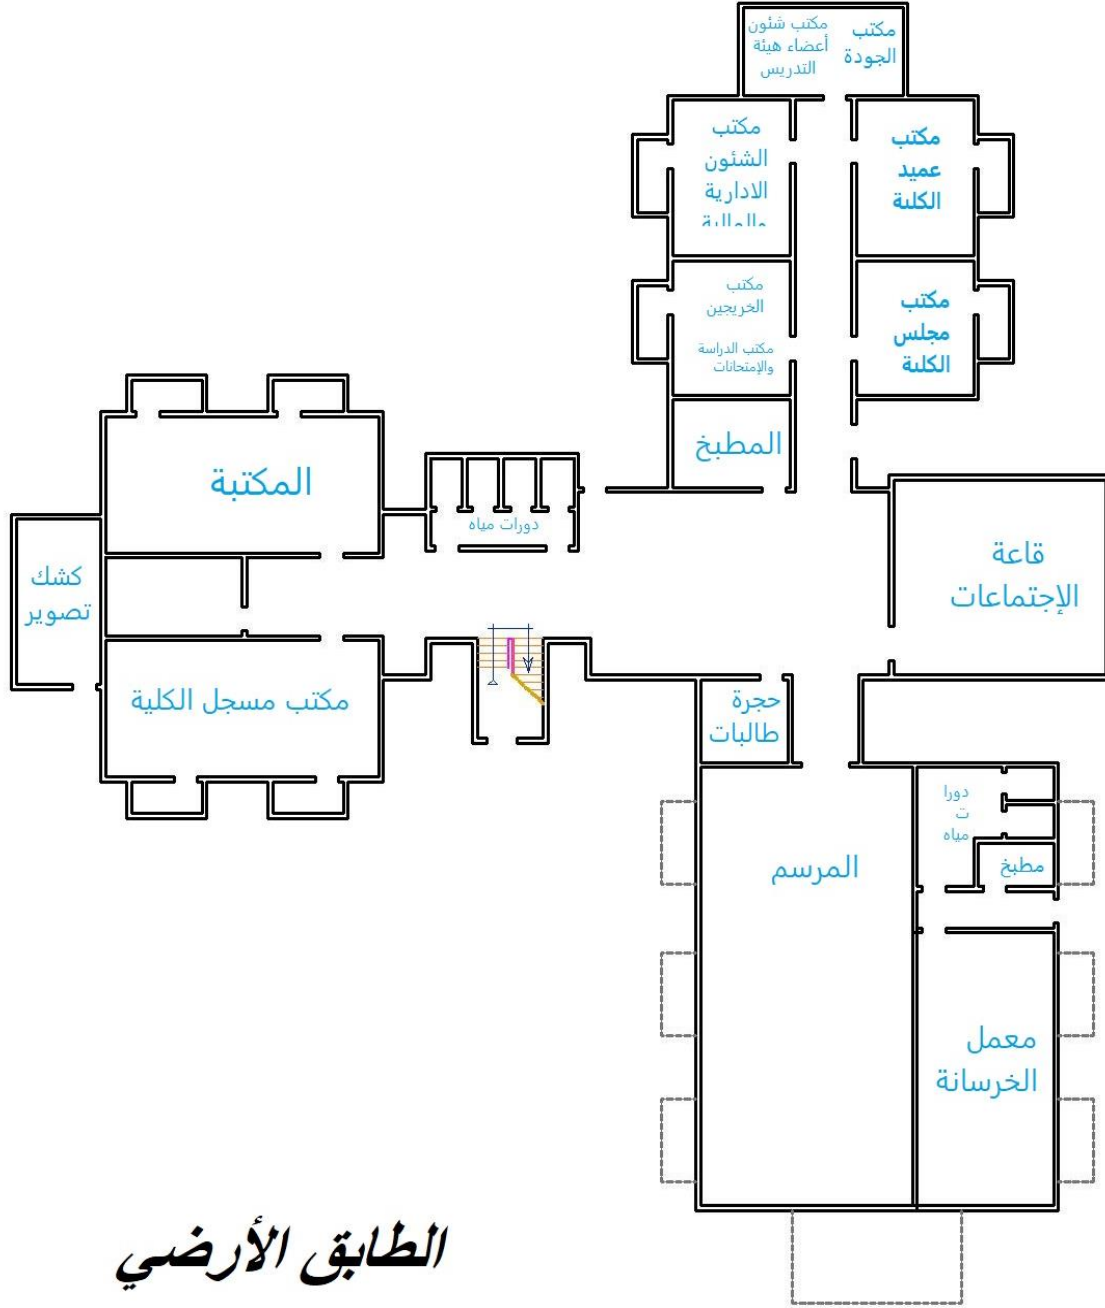 مكتب شئون
أعضاء هيئة
التدريس
مكتب
الجودة
مكتب
الشئون
الادارية
والمالية
مكتب
عميد
الكلية
مكتب
الخريجين
مكتب الدراسة
والإمتحانات
مكتب
مجلس
الكلية
المطبخ
المكتبة
دورات مياه
قاعة
الإجتماعات
كشك
تصوير
مكتب مسجل الكلية
حجرة
طالبات
دورا
ت
مياه
مطبخ
المرسم
معمل
الخرسانة
الطابق الأرضي